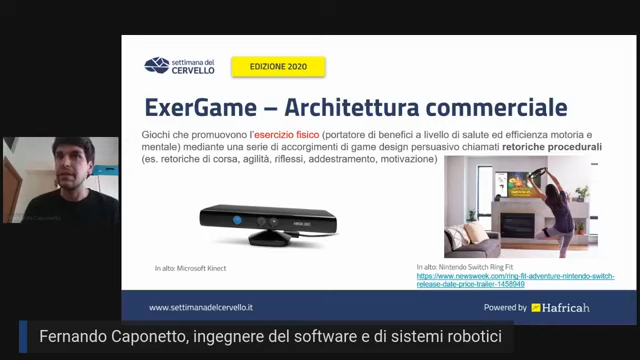 settimana del
CERVELLO
EDIZIONE 2020
ExerGame – Architettura commerciale
Giochi che promuovono l'esercizio fisico (portatore di benefici a livello di salute ed efficienza motoria e
mentale) mediante una serie di accorgimenti di game design persuasivo chiamati retoriche procedurali
(es. retoriche di corsa, agilità, riflessi, addestramento, motivazione)
In alto: Microsoft Kinect
In alto: Nintendo Switch Ring Fit
https://www.newsweek.com/ring-fit-adventure-nintendo-switch-
release-date-price-trailer-1458949
www.settimanadelcervello.it
Powered by Hafricah
Fernando Caponetto, ingegnere del software e di sistemi robotici